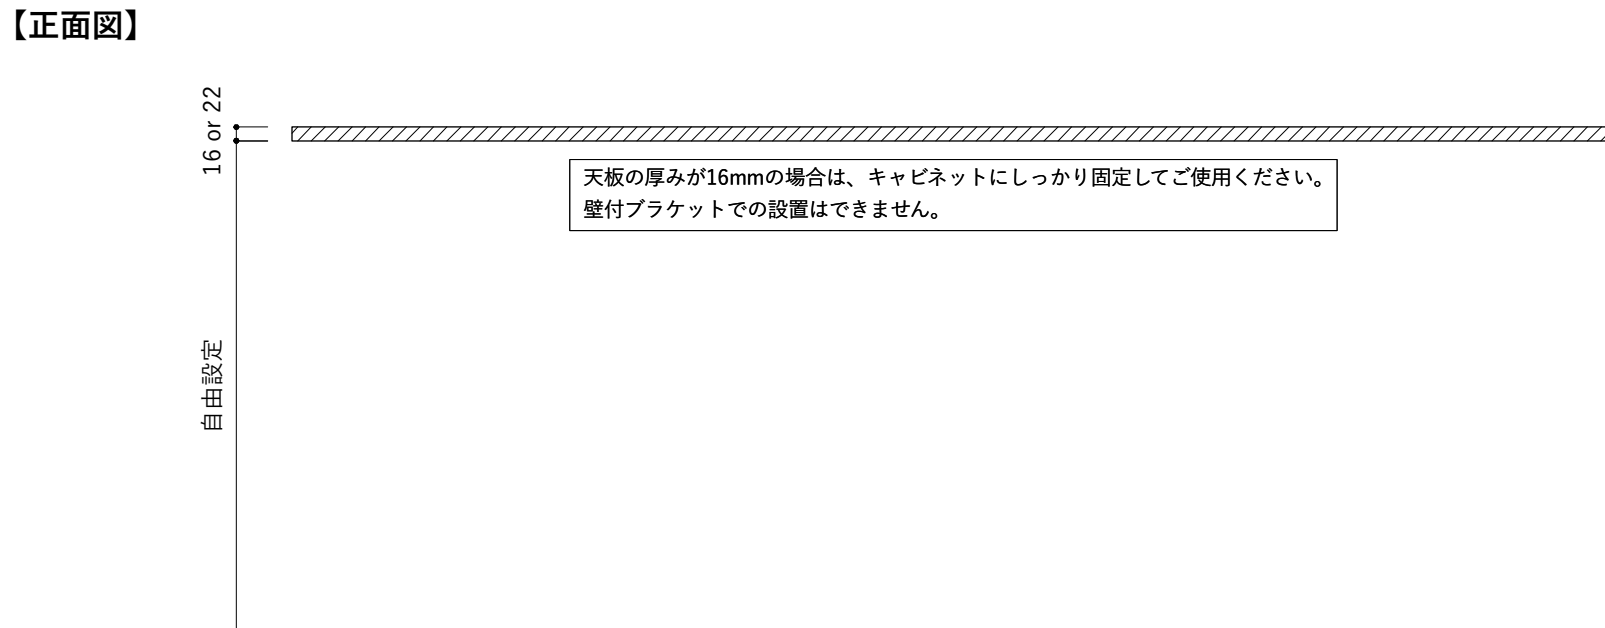 【正面図】
16 or 22
天板の厚みが16mmの場合は、キャビネットにしっかり固定してご使用ください。
壁付ブラケットでの設置はできません。
自由設定